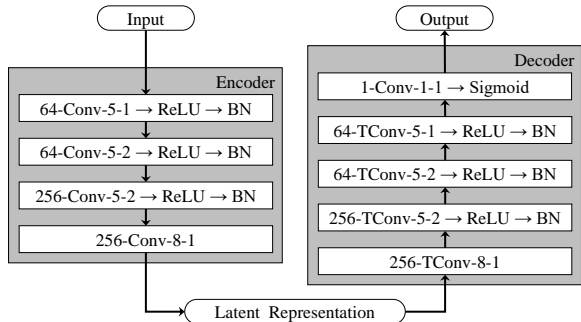 Input
Encoder
64-Conv-5-1 → ReLU → BN
64-Conv-5-2 → ReLU → BN
256-Conv-5-2 → ReLU → BN
256-Conv-8-1
Latent Representation
Output
Decoder
1-Conv-1-1 → Sigmoid
64-TConv-5-1 → ReLU → BN
64-TConv-5-2 → ReLU → BN
256-TConv-5-2 → ReLU → BN
256-TConv-8-1